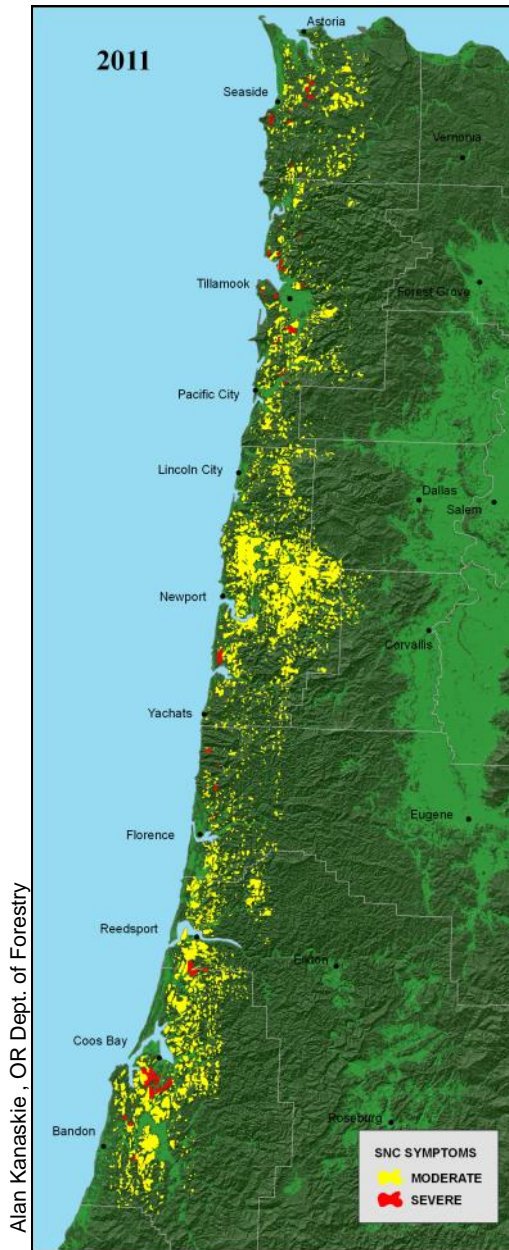 2011
Astoria
Seaside
Vernonia
Tillamook
Forest Grove
Pacific City
Lincoln City
Dallas
Salem
Newport
Corvallis
Yachats
Eugene
Florence
Reedsport
Elkton
Coos Bay
Roseburg
Bandon
SNC SYMPTOMS
MODERATE
SEVERE
Alan Kanaskie , OR Dept. of Forestry